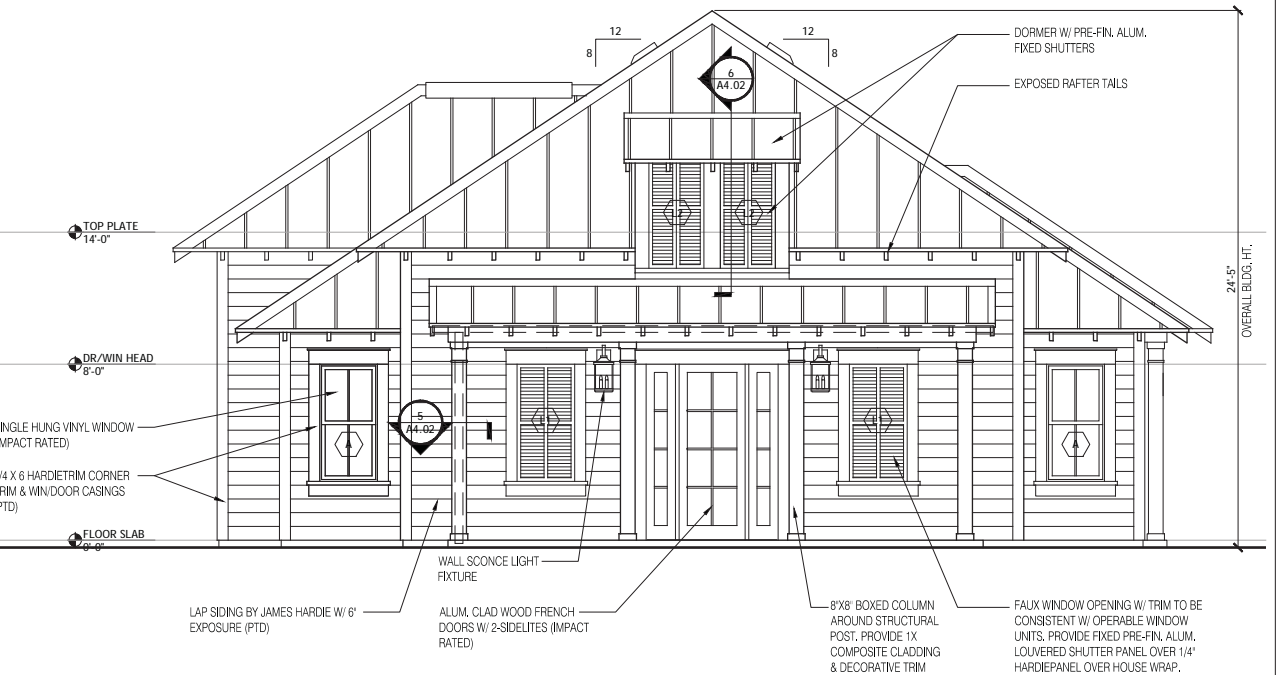 12
8
12
8
6
A4.02
DORMER W/ PRE-FIN. ALUM.
FIXED SHUTTERS
EXPOSED RAFTER TAILS
L2
L2
TOP PLATE
14'-0"
24'-5"
OVERALL BLDG. HT.
DR/WIN HEAD
8'-0"
INGLE HUNG VINYL WINDOW
MPACT RATED)
/4 X 6 HARDIETRIM CORNER
RIM & WIN/DOOR CASINGS
PTD)
A
5
A4.02
L1
L
A
FLOOR SLAB
0'-0"
WALL SCONCE LIGHT
FIXTURE
LAP SIDING BY JAMES HARDIE W/ 6"
EXPOSURE (PTD)
ALUM. CLAD WOOD FRENCH
DOORS W/ 2-SIDELITES (IMPACT
RATED)
8"X8" BOXED COLUMN
AROUND STRUCTURAL
POST. PROVIDE 1X
COMPOSITE CLADDING
& DECORATIVE TRIM
FAUX WINDOW OPENING W/ TRIM TO BE
CONSISTENT W/ OPERABLE WINDOW
UNITS. PROVIDE FIXED PRE-FIN. ALUM.
LOUVERED SHUTTER PANEL OVER 1/4"
HARDIEPANEL OVER HOUSE WRAP.